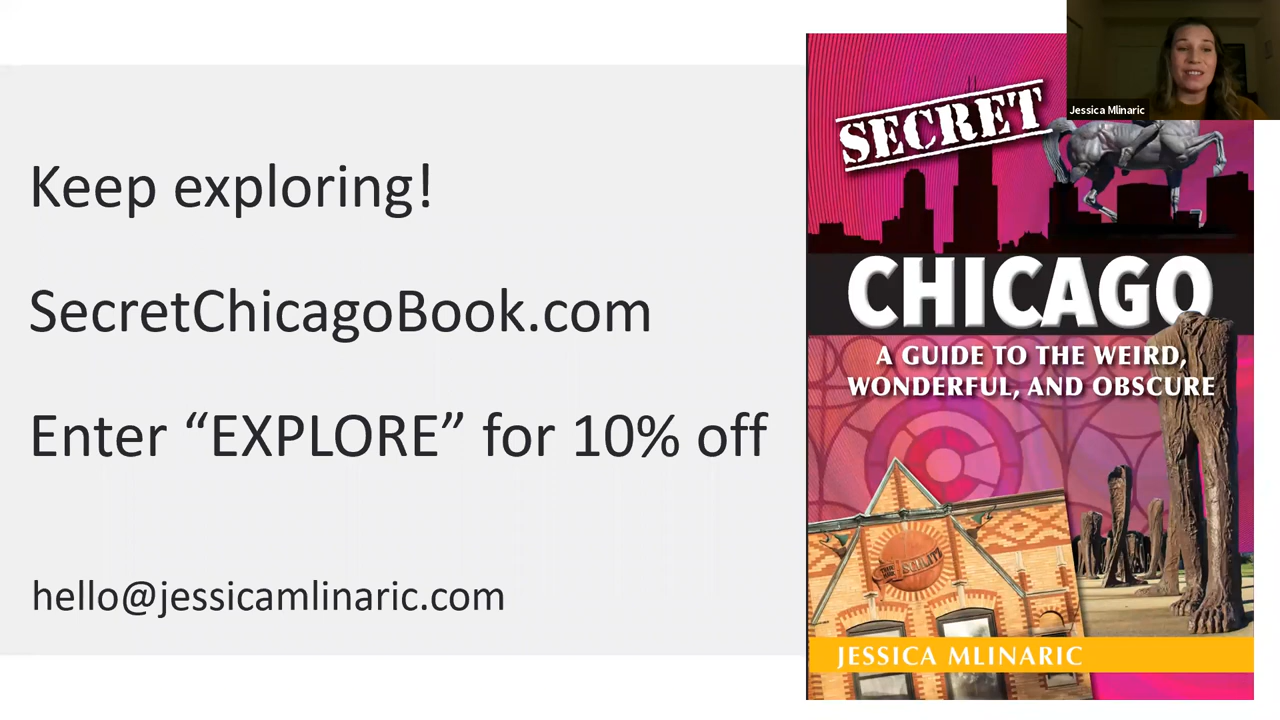 Keep exploring!
SecretChicagoBook.com
Enter “EXPLORE” for 10% off
hello@jessicamlinaric.com
SECRET
CHICAGO
A GUIDE TO THE WEIRD,
WONDERFUL, AND OBSCURE
SCHLITZ
JESSICA MLINARIC
Jessica Mlinaric